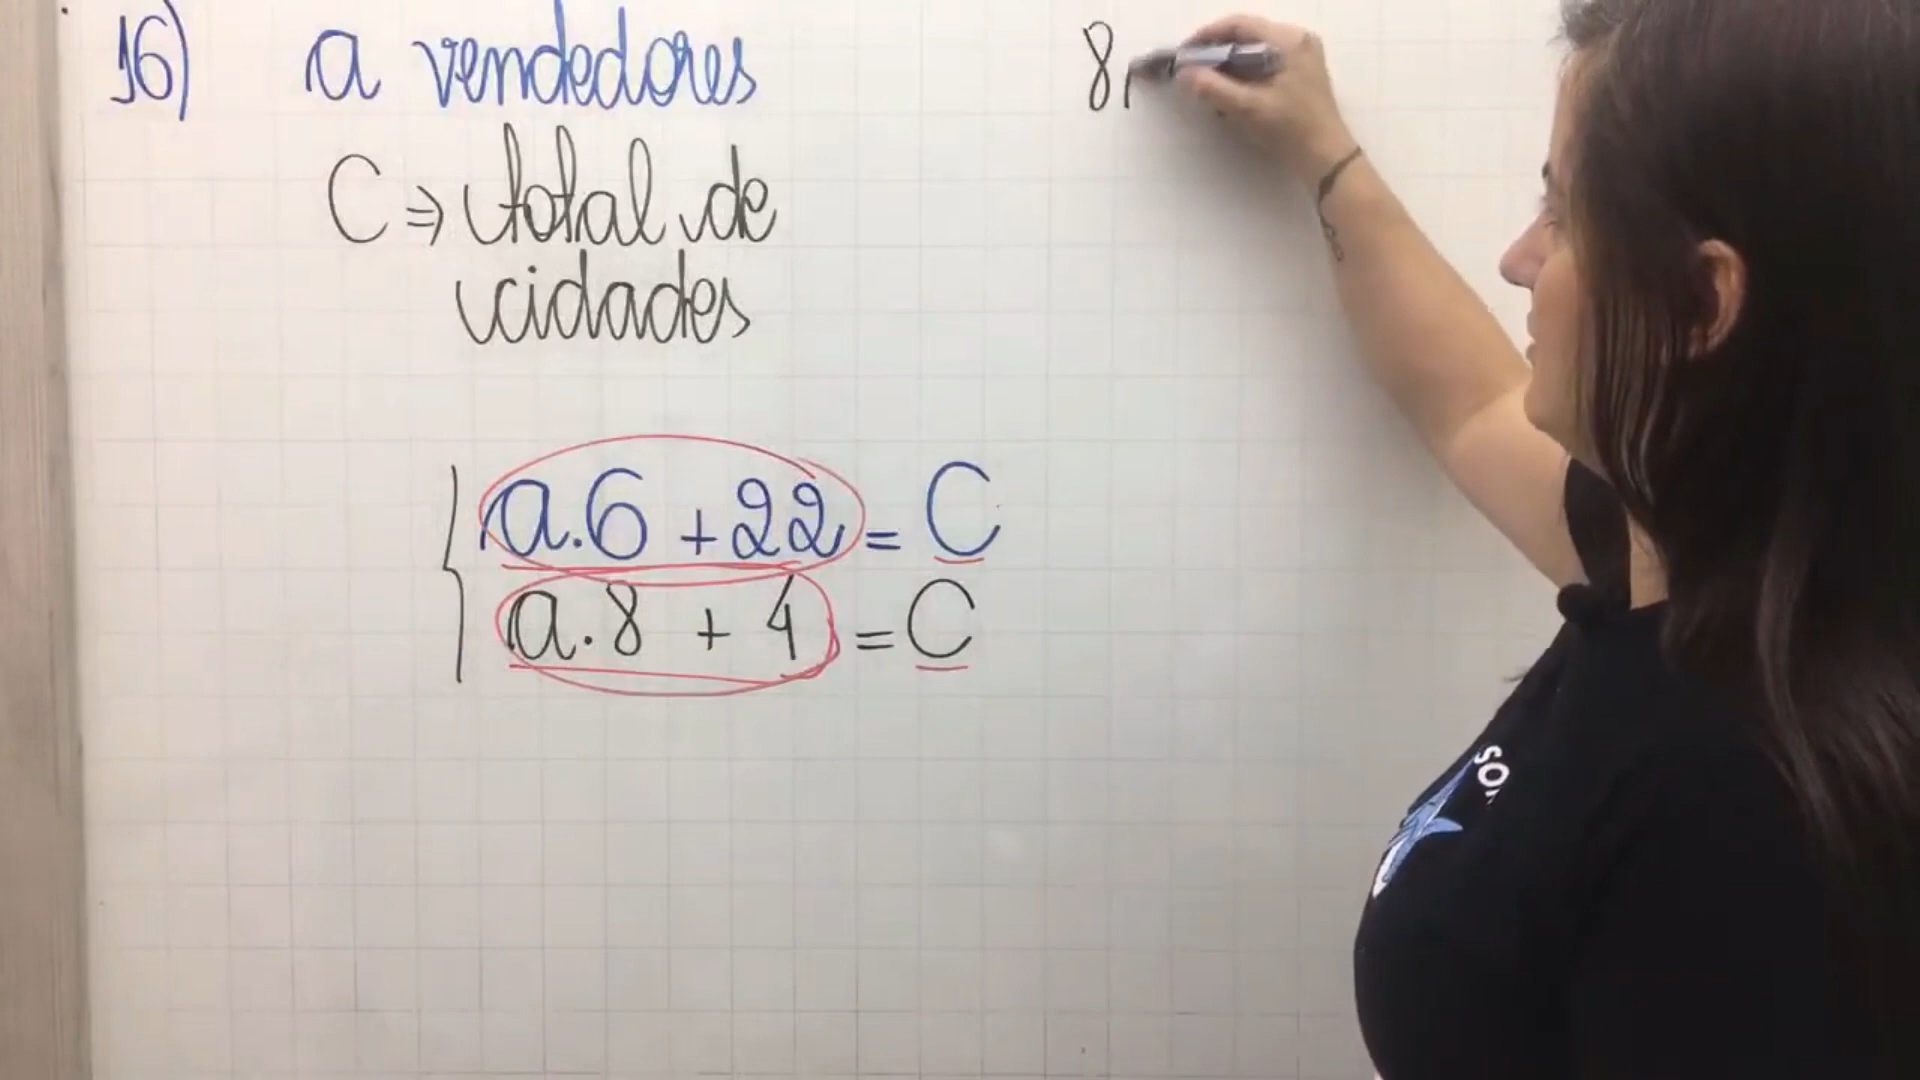 16) a vendedores
C ⇒ total de
cidades
a.6 + 22 = C
a.8 + 4 = C
8